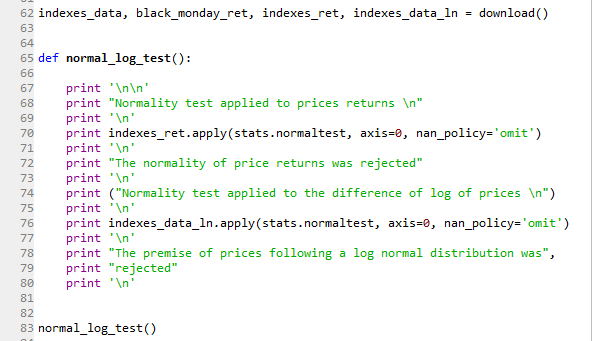 62 indexes_data, black_monday_ret, indexes_ret, indexes_data_ln = download()
63
64
65 def normal_log_test():
66
67     print '\n\n'
68     print "Normality test applied to prices returns \n"
69     print '\n'
70     print indexes_ret.apply(stats.normaltest, axis=0, nan_policy='omit')
71     print '\n'
72     print "The normality of price returns was rejected"
73     print '\n'
74     print ("Normality test applied to the difference of log of prices \n")
75     print '\n'
76     print indexes_data_ln.apply(stats.normaltest, axis=0, nan_policy='omit')
77     print '\n'
78     print "The premise of prices following a log normal distribution was",
79     print "rejected"
80     print '\n'
81
82
83 normal_log_test()